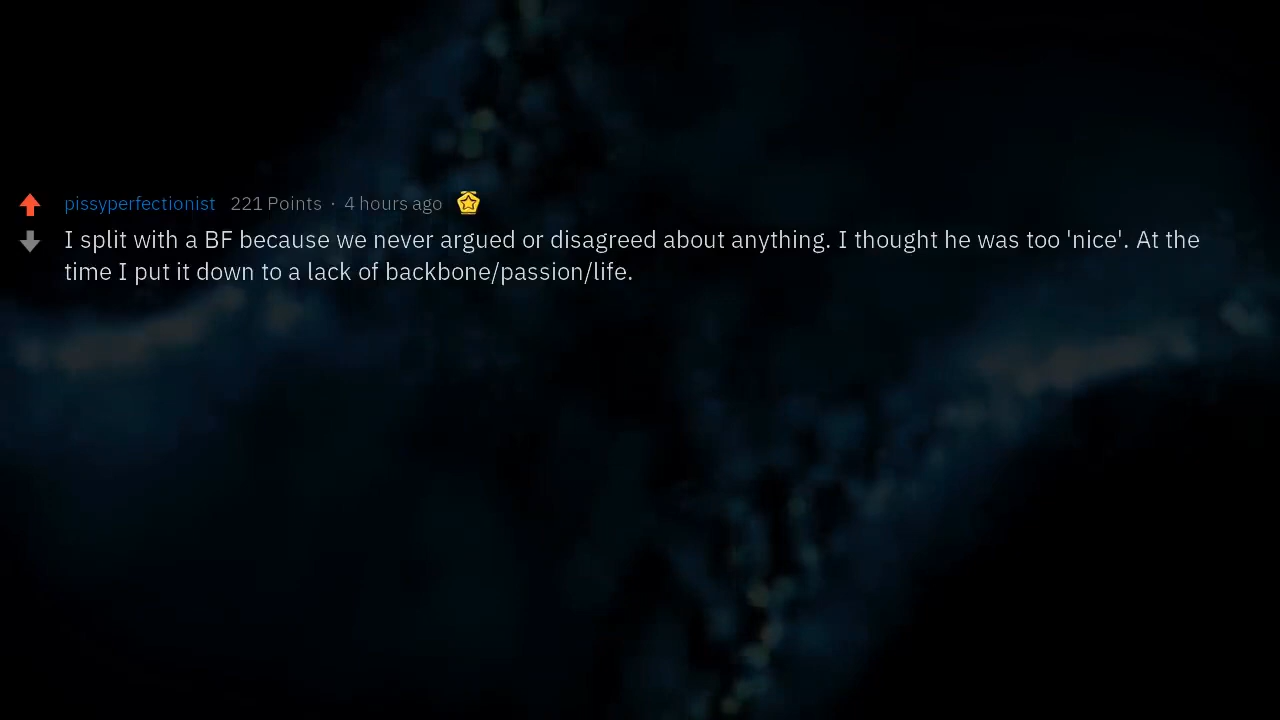 pissyperfectionist 221 Points · 4 hours ago
I split with a BF because we never argued or disagreed about anything. I thought he was too 'nice'. At the
time I put it down to a lack of backbone/passion/life.